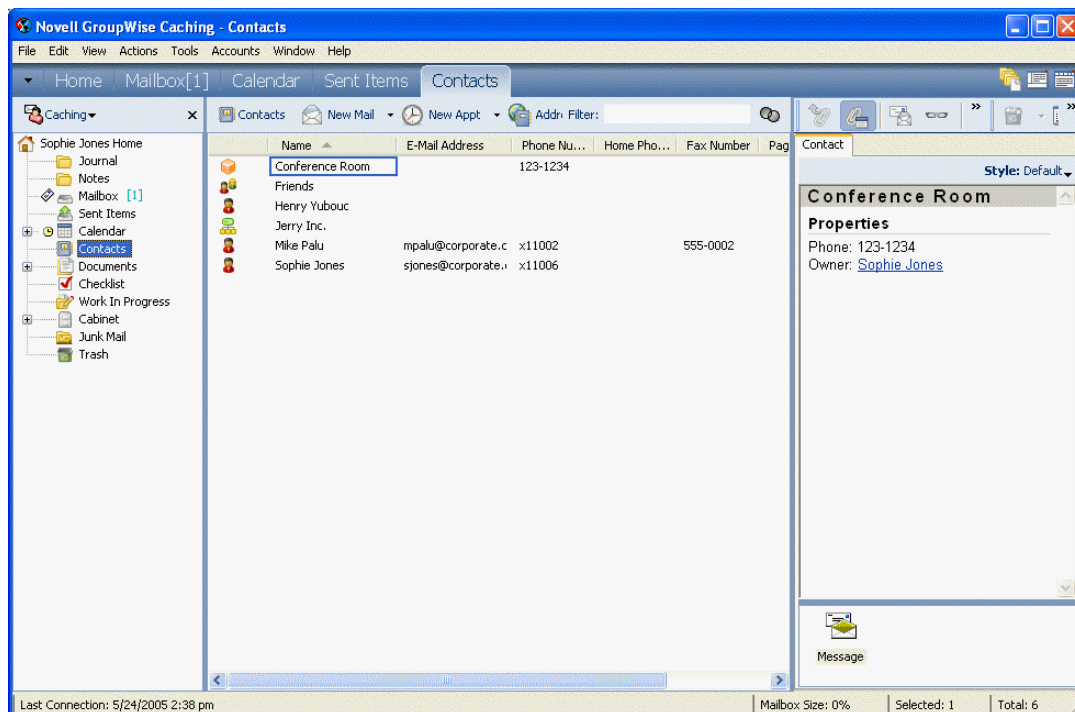 Novell GroupWise Caching - Contacts
File Edit View Actions Tools Accounts Window Help
Home Mailbox[1] Calendar Sent Items Contacts
Caching Contacts New Mail New Appt Addr Filter: »
Sophie Jones Home
Journal
Notes
Mailbox [1]
Sent Items
Calendar
Contacts
Documents
Checklist
Work In Progress
Cabinet
Junk Mail
Trash
Name E-Mail Address Phone Nu... Home Pho... Fax Number Pag
Conference Room 123-1234
Friends
Henry Yubouc
Jerry Inc.
Mike Palu mpalu@corporate.c x11002 555-0002
Sophie Jones sjones@corporate. x11006
Contact
Style: Default
Conference Room
Properties
Phone: 123-1234
Owner: Sophie Jones
Message
Last Connection: 5/24/2005 2:38 pm Mailbox Size: 0% Selected: 1 Total: 6